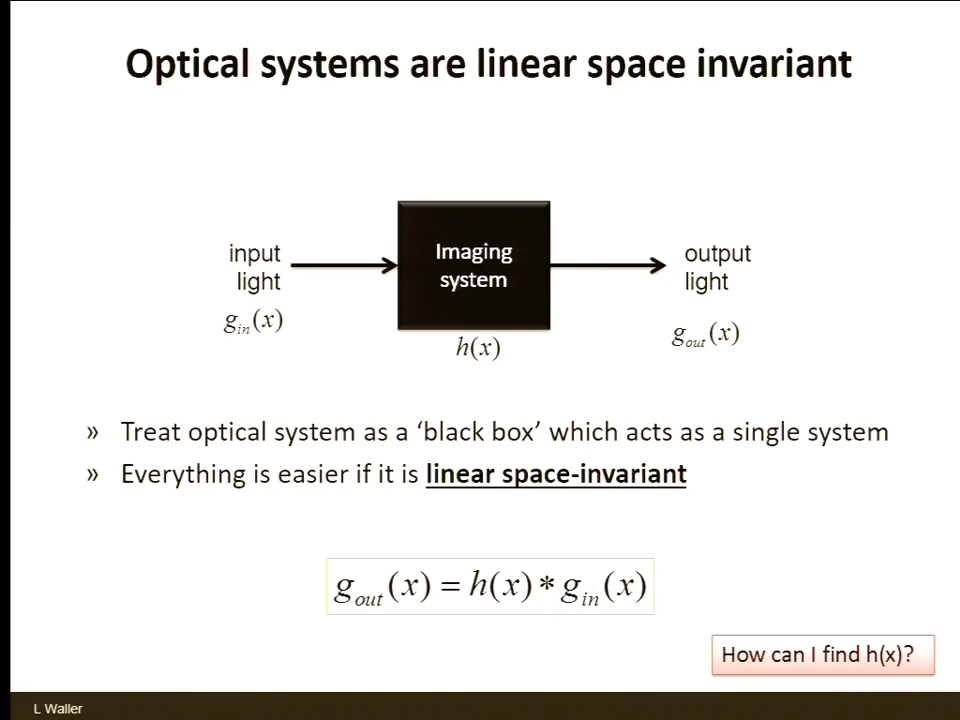 Optical systems are linear space invariant
input
light
g_in(x)
Imaging
system
h(x)
output
light
g_out(x)
» Treat optical system as a ‘black box’ which acts as a single system
» Everything is easier if it is linear space-invariant
g_out(x) = h(x) * g_in(x)
How can I find h(x)?
L Waller